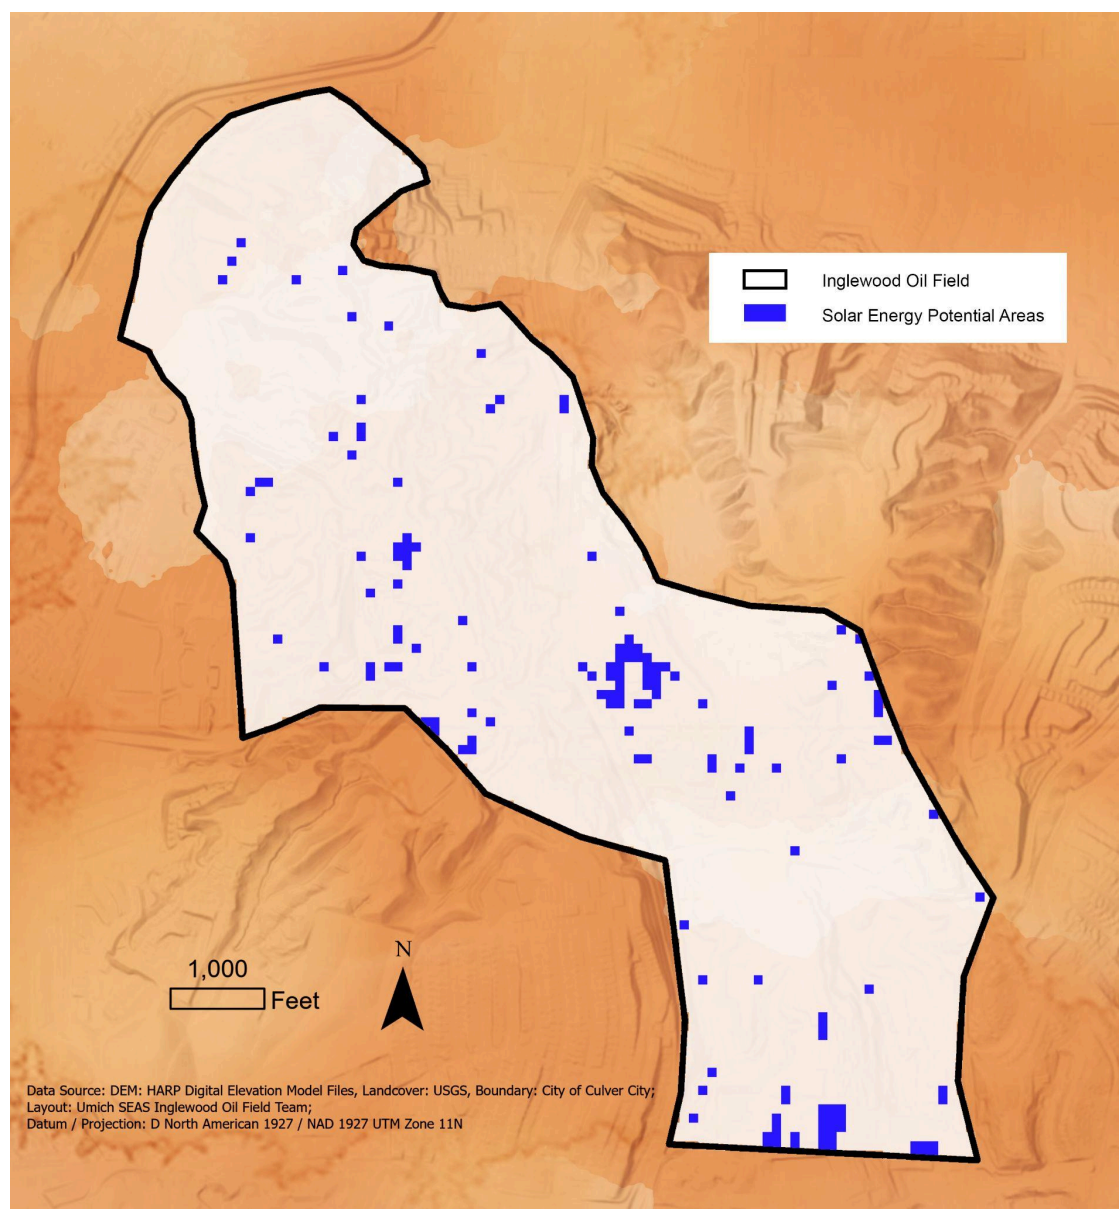 Inglewood Oil Field
Solar Energy Potential Areas
N
1,000
Feet
Data Source: DEM: HARP Digital Elevation Model Files, Landcover: USGS, Boundary: City of Culver City;
Layout: Umich SEAS Inglewood Oil Field Team;
Datum / Projection: D North American 1927 / NAD 1927 UTM Zone 11N